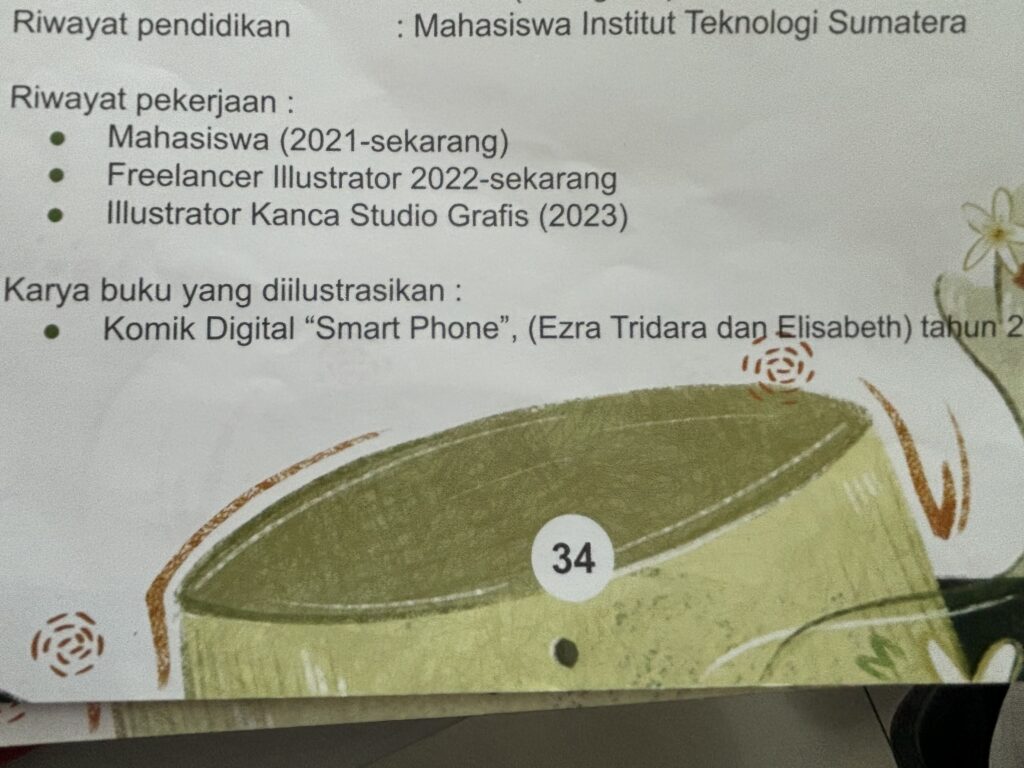 Riwayat pendidikan : Mahasiswa Institut Teknologi Sumatera
Riwayat pekerjaan :
● Mahasiswa (2021-sekarang)
● Freelancer Illustrator 2022-sekarang
● Illustrator Kanca Studio Grafis (2023)
Karya buku yang diilustrasikan :
● Komik Digital “Smart Phone”, (Ezra Tridara dan Elisabeth) tahun 2
34